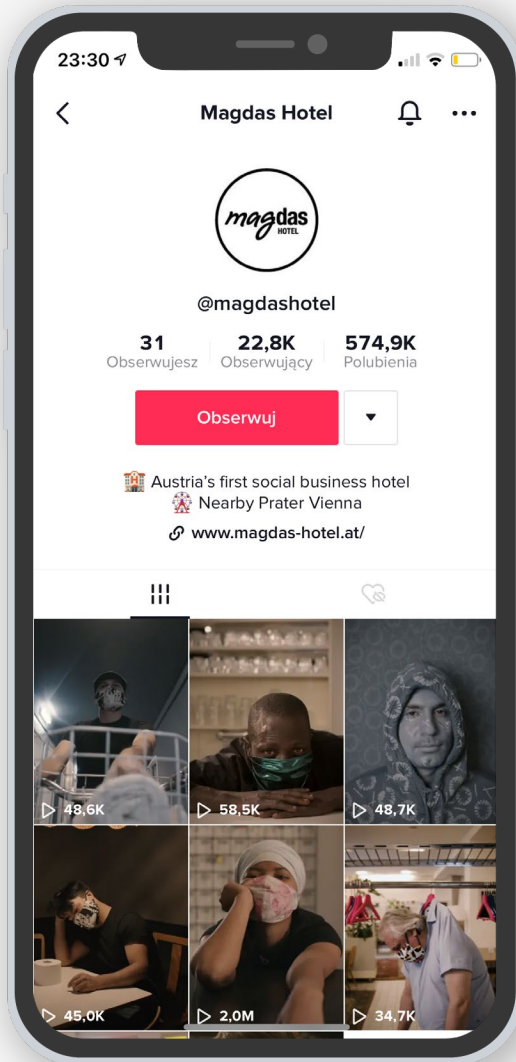 23:30
Magdas Hotel
magdas
HOTEL
@magdashotel
31 22,8K 574,9K
Obserwujesz Obserwujący Polubienia
Obserwuj
Austria's first social business hotel
Nearby Prater Vienna
www.magdas-hotel.at/
48,6K 58,5K 48,7K
45,0K 2,0M 34,7K